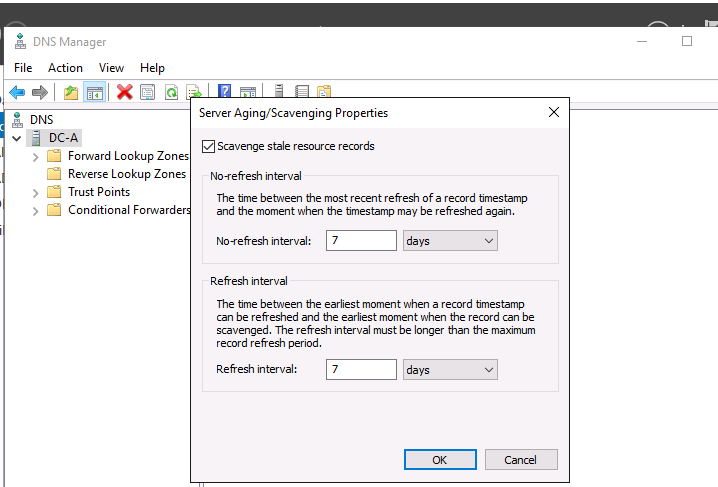 DNS Manager
File Action View Help
DNS
DC-A
Forward Lookup Zones
Reverse Lookup Zones
Trust Points
Conditional Forwarders
Server Aging/Scavenging Properties
Scavenge stale resource records
No-refresh interval
The time between the most recent refresh of a record timestamp
and the moment when the timestamp may be refreshed again.
No-refresh interval: 7 days
Refresh interval
The time between the earliest moment when a record timestamp
can be refreshed and the earliest moment when the record can be
scavenged. The refresh interval must be longer than the maximum
record refresh period.
Refresh interval: 7 days
OK Cancel